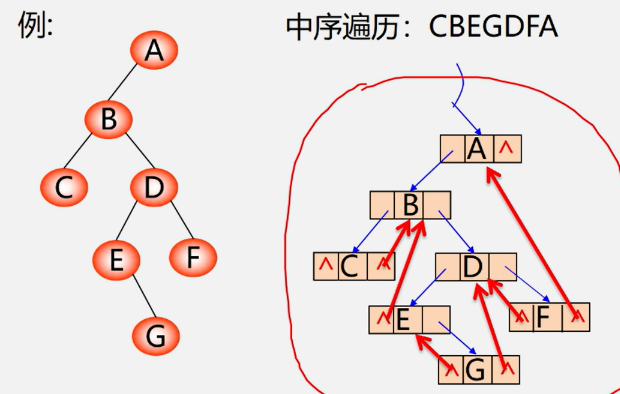 例:
中序遍历：CBEGDFA
A
B
C
D
E
F
G
A ^
B
^ C ^
D
^ E
^ F ^
^ G ^